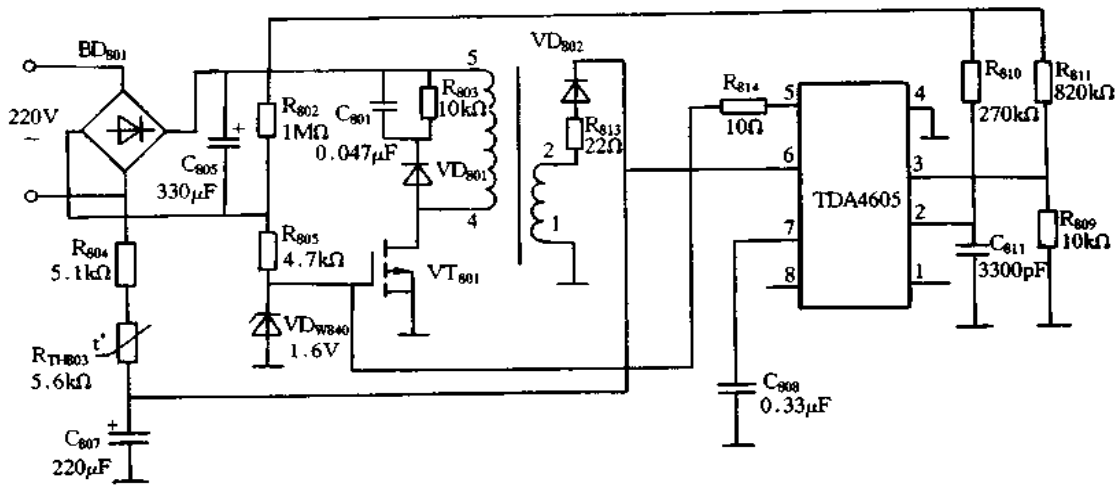 BD801
220V
~
R804
5.1kΩ
RTH803
t°
5.6kΩ
+
C807
220μF
+
C805
330μF
R802
1MΩ
R805
4.7kΩ
VDW840
1.6V
C801
0.047μF
R803
10kΩ
VD801
VT801
5
4
VD802
R813
22Ω
2
1
R814
10Ω
5
6
7
8
TDA4605
4
3
2
1
C808
0.33μF
R810
270kΩ
R811
820kΩ
R809
10kΩ
C811
3300pF